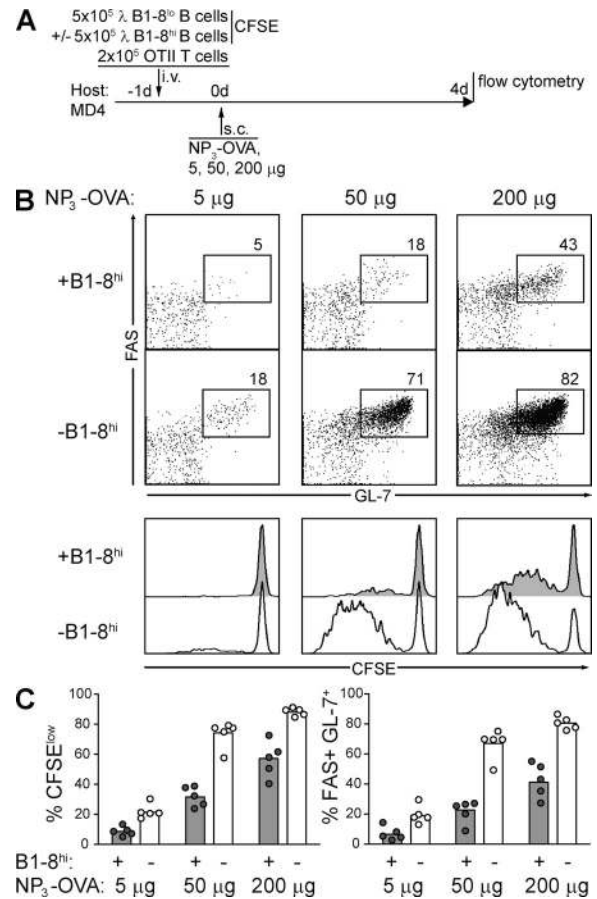 A
5x10⁵ λ B1-8ˡᵒ B cells
+/- 5x10⁵ λ B1-8ʰⁱ B cells
CFSE
2x10⁵ OTII T cells
i.v.
flow cytometry
Host: -1d 0d 4d
MD4
s.c.
NP₃-OVA,
5, 50, 200 µg
B NP₃-OVA: 5 µg 50 µg 200 µg
5 18 43
+B1-8ʰⁱ
FAS
18 71 82
-B1-8ʰⁱ
GL-7
+B1-8ʰⁱ
-B1-8ʰⁱ
CFSE
C
% CFSEˡᵒʷ
100
80
60
40
20
0
% FAS+ GL-7⁺
100
80
60
40
20
0
B1-8ʰⁱ: + - + - + - + - + - + -
NP₃-OVA: 5 µg 50 µg 200 µg 5 µg 50 µg 200 µg